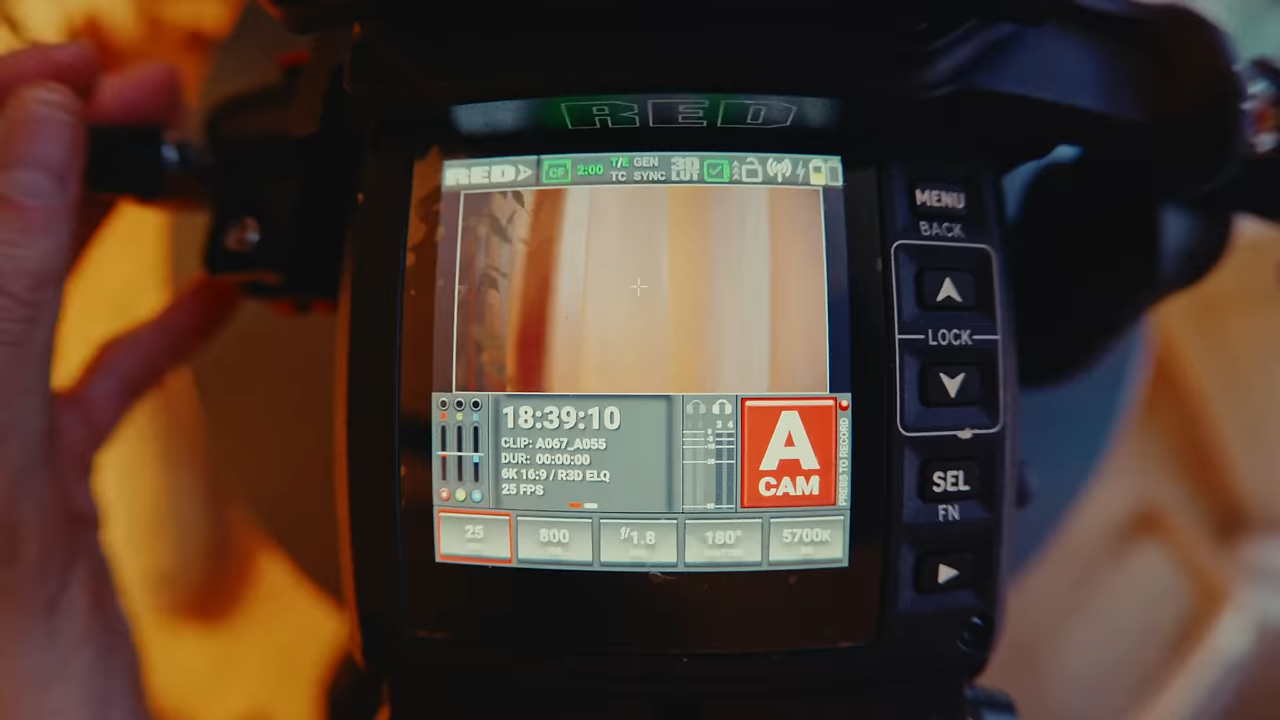 RED
RED CF 2:00 T/E GEN 3D
TC SYNC LUT
MENU
BACK
LOCK
18:39:10
CLIP: A067_A055
DUR: 00:00:00
6K 16:9 / R3D ELQ
25 FPS
3 4
A
CAM
PRESS TO RECORD
SEL
FN
25 800 f/1.8 180° 5700K